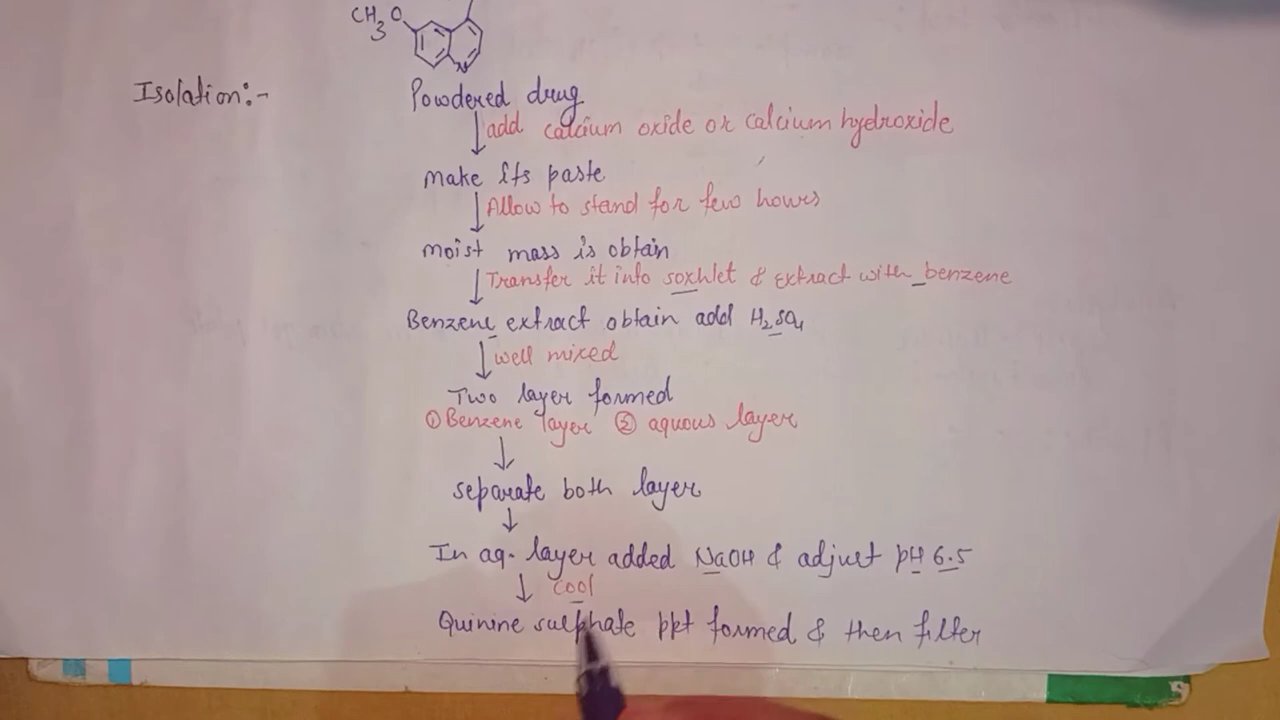 CH3O
N
Isolation:-
Powdered drug
add calcium oxide or calcium hydroxide
make its paste
Allow to stand for few hours
moist mass is obtain
Transfer it into soxhlet & extract with benzene
Benzene extract obtain add H2SO4
well mixed
Two layer formed
① Benzene layer ② aquous layer
separate both layer
In aq. layer added NaOH & adjust pH 6.5
cool
Quinine sulphate ppt formed & then filter